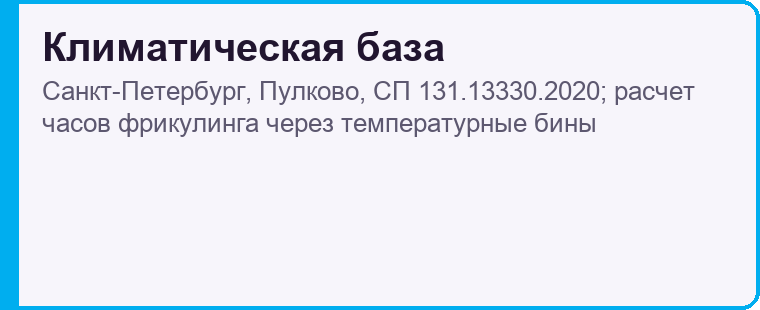 Климатическая база
Санкт-Петербург, Пулково, СП 131.13330.2020; расчет
часов фрикулинга через температурные бины